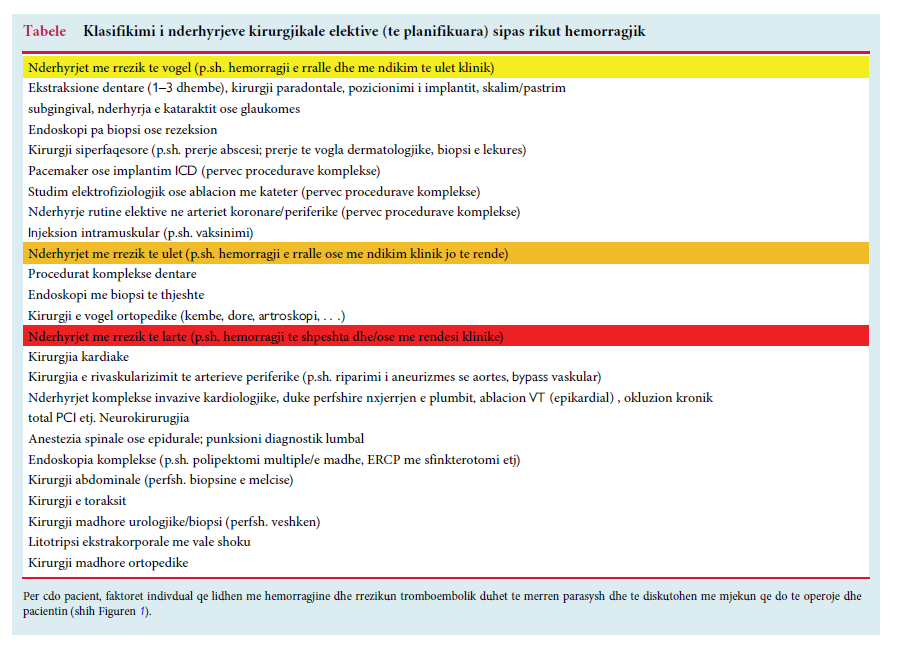 Tabele Klasifikimi i nderhyrjeve kirurgjikale elektive (te planifikuara) sipas rikut hemorragjik
Nderhyrjet me rrezik te vogel (p.sh. hemorragji e rralle dhe me ndikim te ulet klinik)
Ekstraksione dentare (1–3 dhembe), kirurgji paradontale, pozicionimi i implantit, skalim/pastrim
subgingival, nderhyrja e kataraktit ose glaukomes
Endoskopi pa biopsi ose rezeksion
Kirurgji siperfaqesore (p.sh. prerje abscesi; prerje te vogla dermatologjike, biopsi e lekures)
Pacemaker ose implantim ICD (pervec procedurave komplekse)
Studim elektrofiziologjik ose ablacion me kateter (pervec procedurave komplekse)
Nderhyrje rutine elektive ne arteriet koronare/periferike (pervec procedurave komplekse)
Injeksion intramuskular (p.sh. vaksinimi)
Nderhyrjet me rrezik te ulet (p.sh. hemorragji e rralle ose me ndikim klinik jo te rende)
Procedurat komplekse dentare
Endoskopi me biopsi te thjeshte
Kirurgji e vogel ortopedike (kembe, dore, artroskopi, . . .)
Nderhyrjet me rrezik te larte (p.sh. hemorragji te shpeshta dhe/ose me rendesi klinike)
Kirurgjia kardiake
Kirurgjia e rivaskularizimit te arterieve periferike (p.sh. riparimi i aneurizmes se aortes, bypass vaskular)
Nderhyrjet komplekse invazive kardiologjike, duke perfshire nxjerrjen e plumbit, ablacion VT (epikardial) , okluzion kronik
total PCI etj. Neurokirurugjia
Anestezia spinale ose epidurale; punksioni diagnostik lumbal
Endoskopia komplekse (p.sh. polipektomi multiple/e madhe, ERCP me sfinkterotomi etj)
Kirurgji abdominale (perfsh. biopsine e melcise)
Kirurgji e toraksit
Kirurgji madhore urologjike/biopsi (perfsh. veshken)
Litotripsi ekstrakorporale me vale shoku
Kirurgji madhore ortopedike
Per cdo pacient, faktoret indivdual qe lidhen me hemorragjine dhe rrezikun tromboembolik duhet te merren parasysh dhe te diskutohen me mjekun qe do te operoje dhe
pacientin (shih Figuren 1).